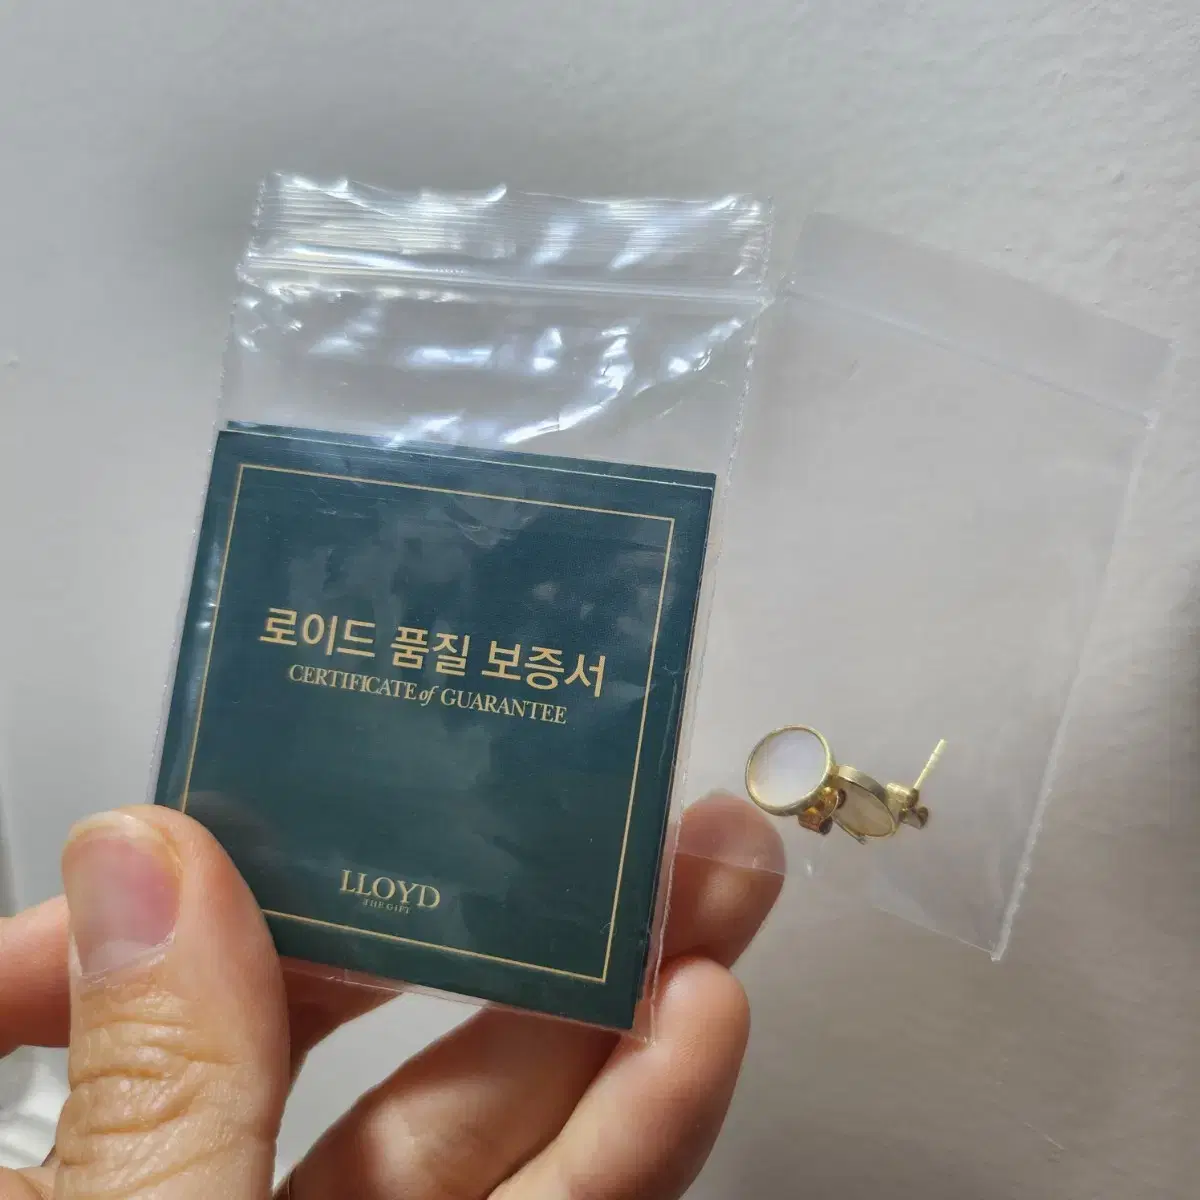 로이드 품질 보증서
CERTIFICATE of GUARANTEE
LLOYD
THE GIFT